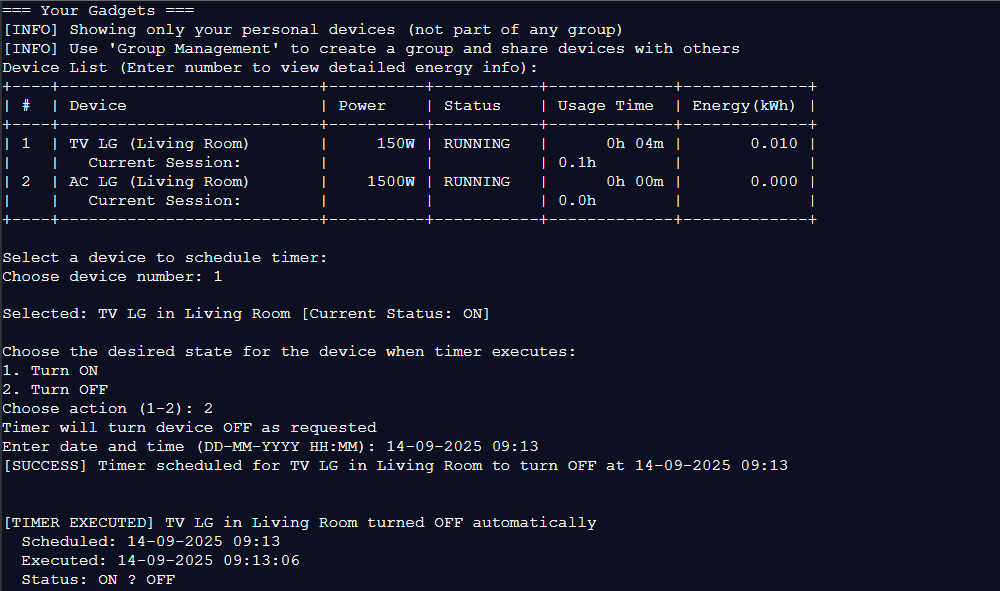 === Your Gadgets ===
[INFO] Showing only your personal devices (not part of any group)
[INFO] Use 'Group Management' to create a group and share devices with others
Device List (Enter number to view detailed energy info):
+----+---------------------------+----------+-----------+-------------+-------------+
| #  | Device                    | Power    | Status    | Usage Time  | Energy(kWh) |
+----+---------------------------+----------+-----------+-------------+-------------+
| 1  | TV LG (Living Room)       |     150W | RUNNING   |      0h 04m |       0.010 |
|    |   Current Session:        |          |           | 0.1h        |             |
| 2  | AC LG (Living Room)       |    1500W | RUNNING   |      0h 00m |       0.000 |
|    |   Current Session:        |          |           | 0.0h        |             |
+----+---------------------------+----------+-----------+-------------+-------------+
Select a device to schedule timer:
Choose device number: 1
Selected: TV LG in Living Room [Current Status: ON]
Choose the desired state for the device when timer executes:
1. Turn ON
2. Turn OFF
Choose action (1-2): 2
Timer will turn device OFF as requested
Enter date and time (DD-MM-YYYY HH:MM): 14-09-2025 09:13
[SUCCESS] Timer scheduled for TV LG in Living Room to turn OFF at 14-09-2025 09:13
[TIMER EXECUTED] TV LG in Living Room turned OFF automatically
  Scheduled: 14-09-2025 09:13
  Executed: 14-09-2025 09:13:06
  Status: ON ? OFF